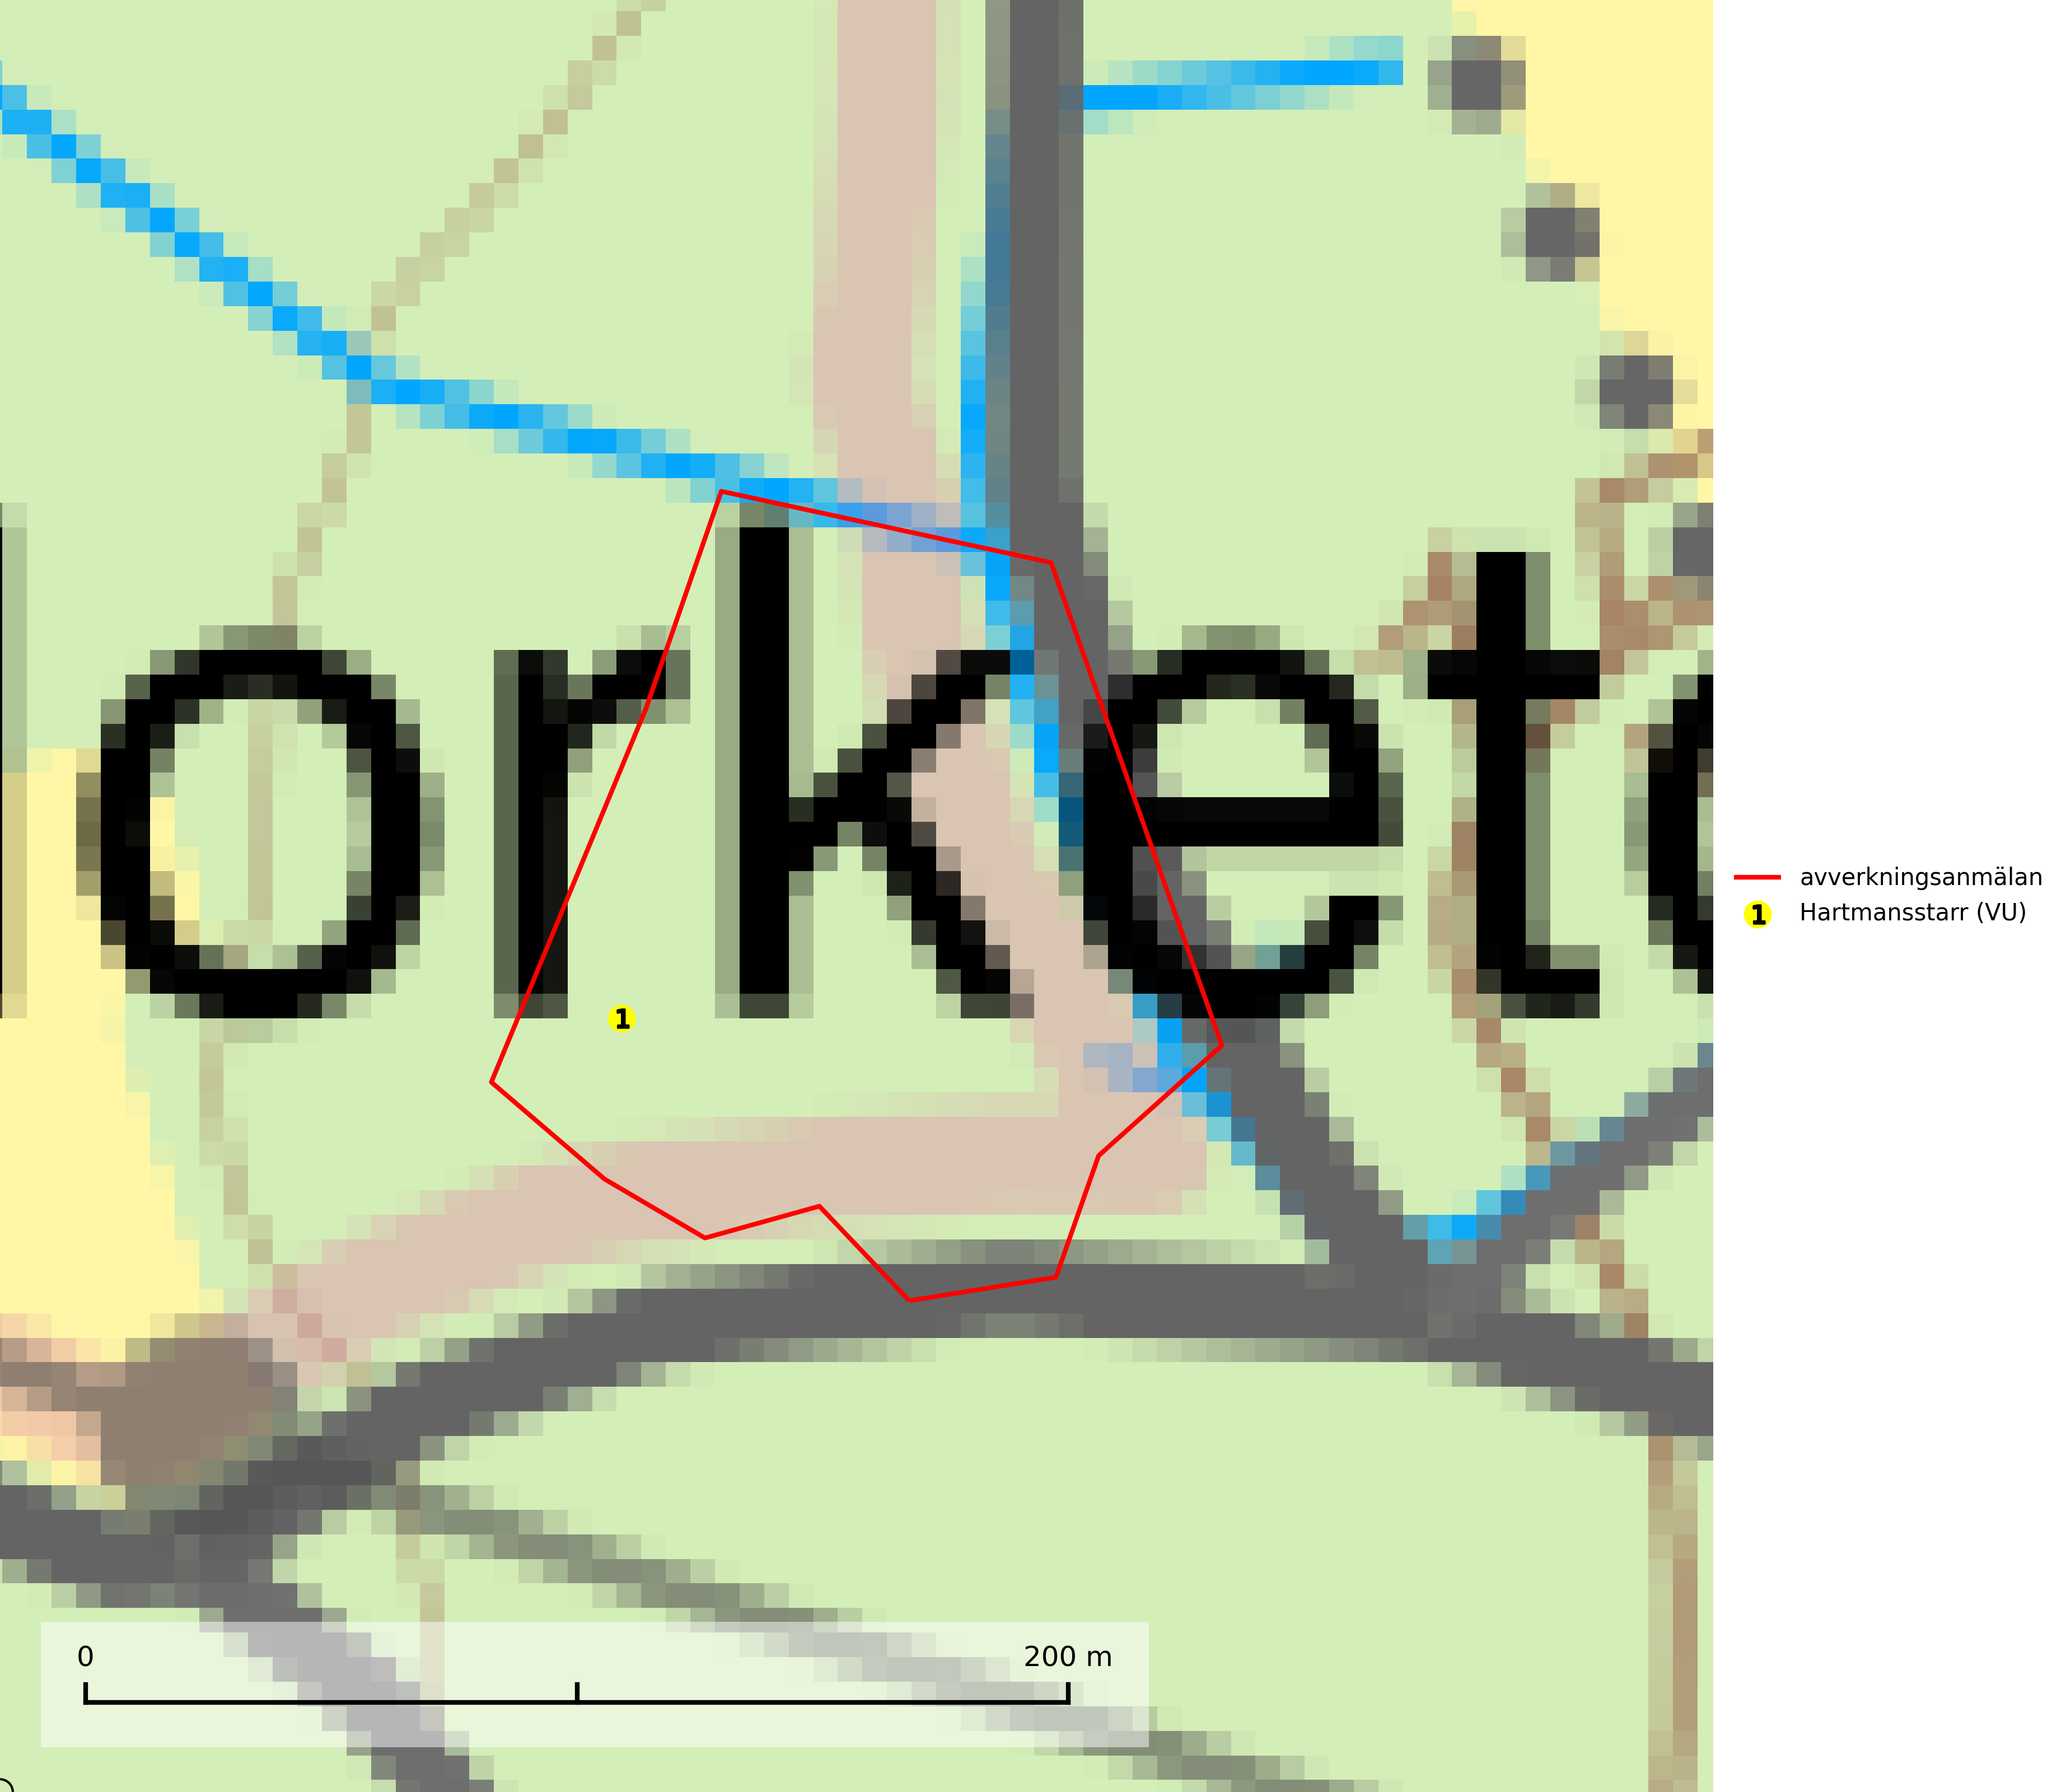 orket
1
avverkningsanmälan
1 Hartmansstarr (VU)
0 200 m